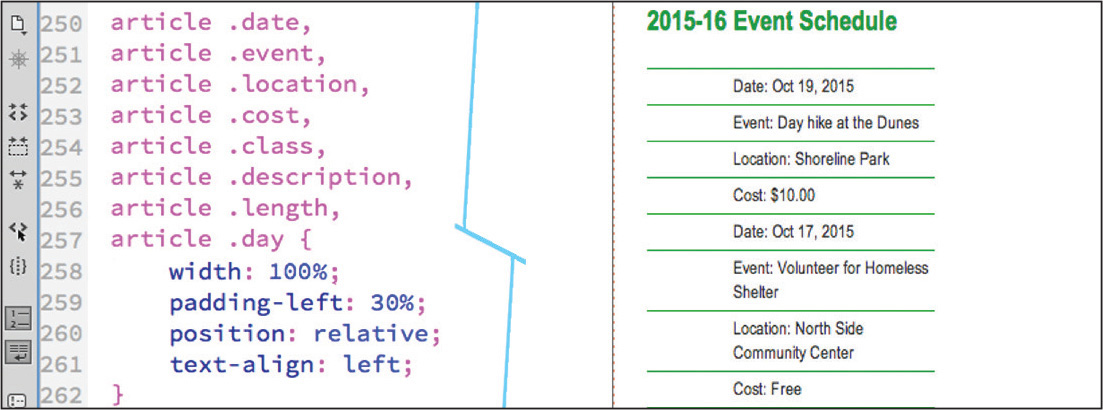 250 article .date,
251 article .event,
252 article .location,
253 article .cost,
254 article .class,
255 article .description,
256 article .length,
257 article .day {
258 width: 100%;
259 padding-left: 30%;
260 position: relative;
261 text-align: left;
262 }
2015-16 Event Schedule
Date: Oct 19, 2015
Event: Day hike at the Dunes
Location: Shoreline Park
Cost: $10.00
Date: Oct 17, 2015
Event: Volunteer for Homeless
Shelter
Location: North Side
Community Center
Cost: Free